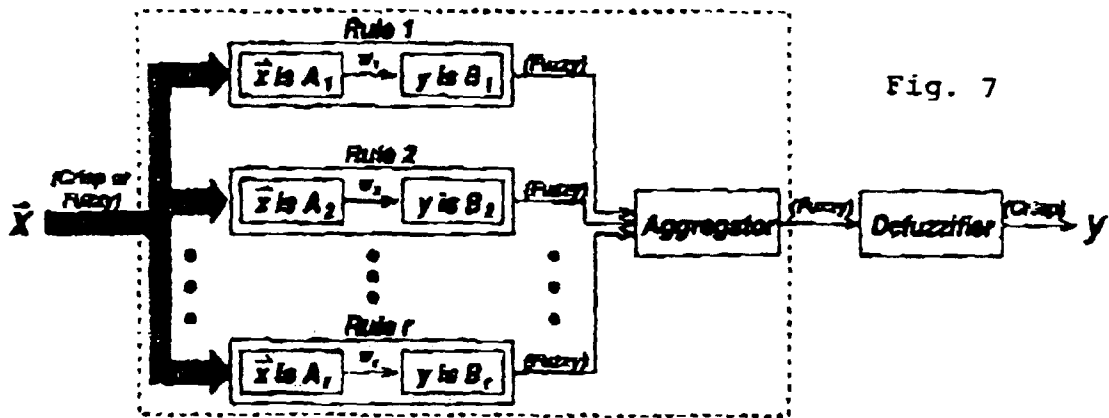 Rule 1
x⃗ is A₁ w₁ y is B₁ (Fuzzy)
Fig. 7
Rule 2
(Crisp or
Fuzzy)
x⃗ is A₂ w₂ y is B₂ (Fuzzy)
X⃗
Aggregator (Fuzzy) Defuzzifier (Crisp) y
Rule r
x⃗ is Aᵣ wᵣ y is Bᵣ (Fuzzy)